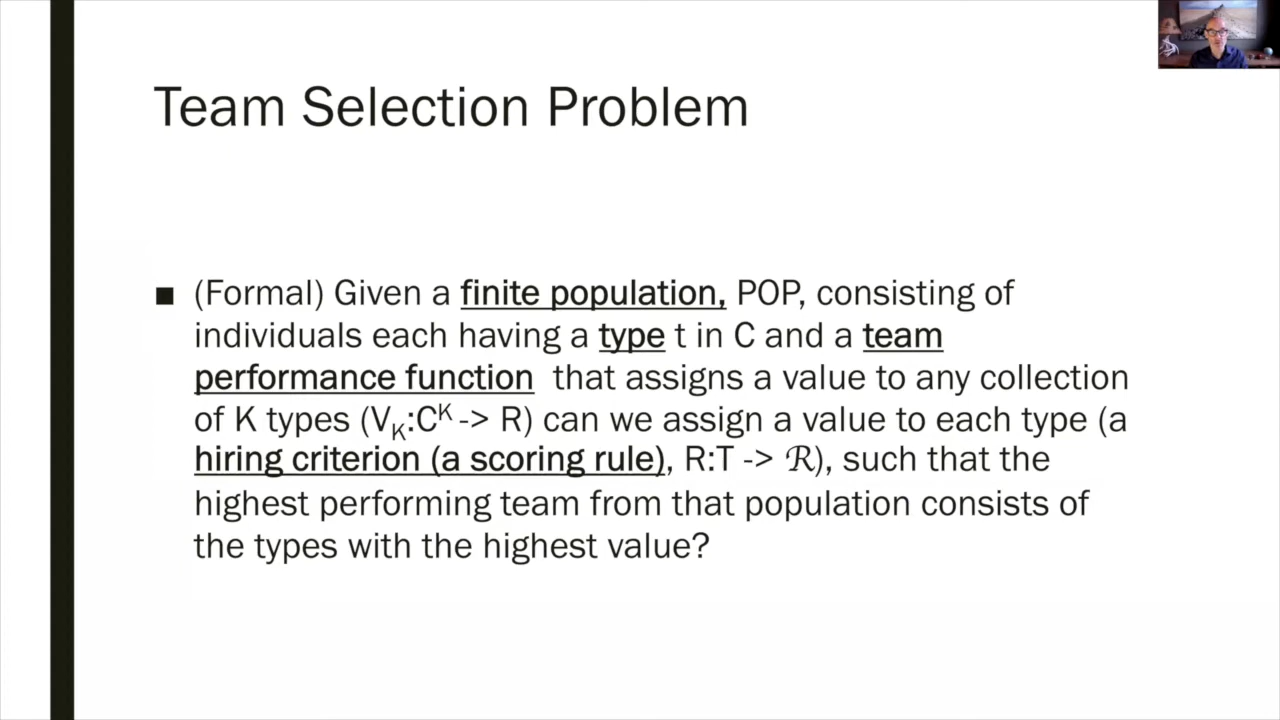 Team Selection Problem
■ (Formal) Given a finite population, POP, consisting of
individuals each having a type t in C and a team
performance function that assigns a value to any collection
of K types (V_K:C^K -> R) can we assign a value to each type (a
hiring criterion (a scoring rule), R:T -> ℛ), such that the
highest performing team from that population consists of
the types with the highest value?